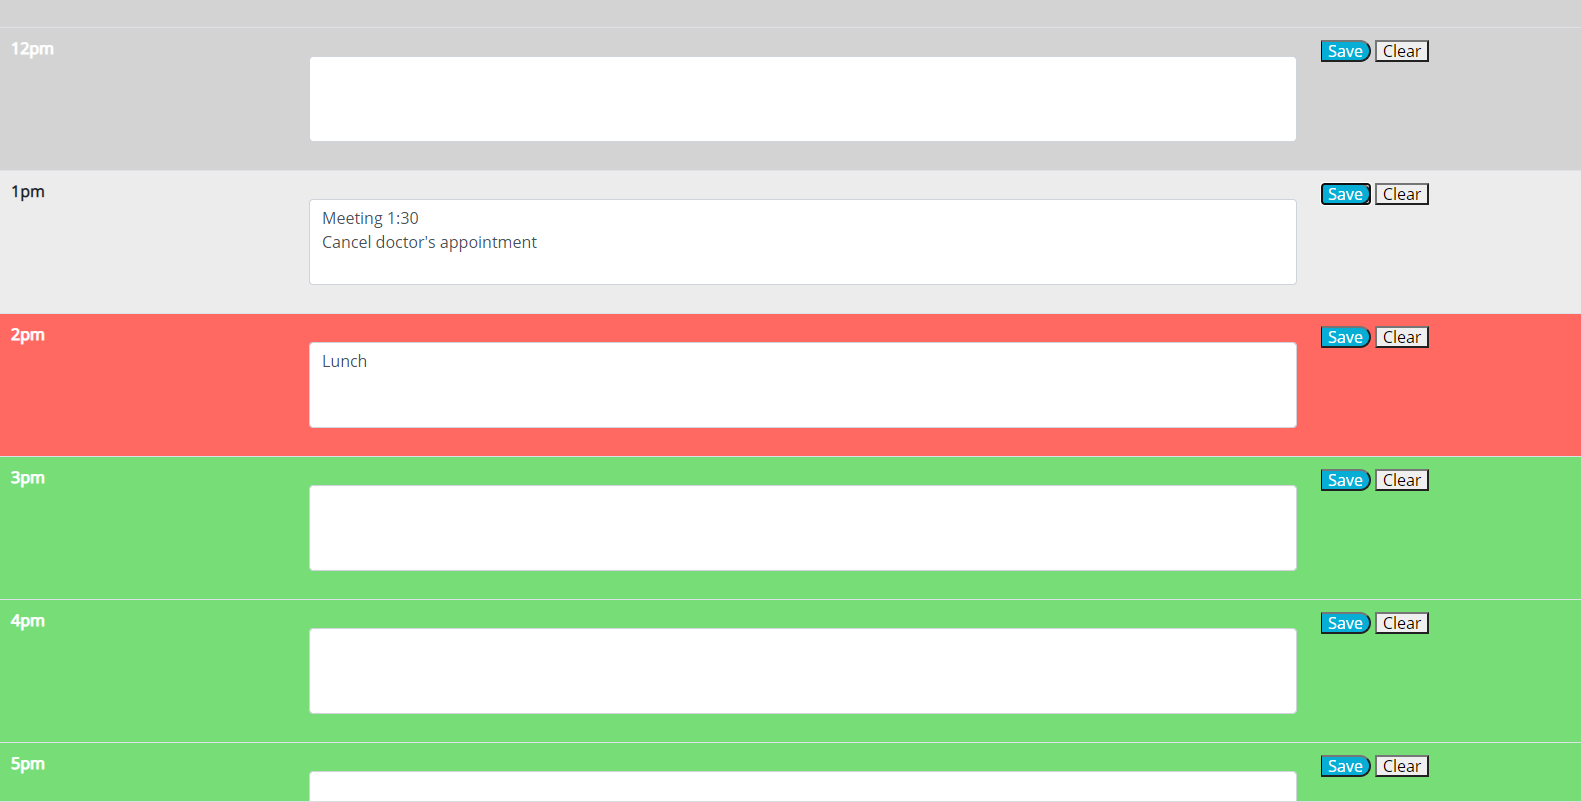 12pm
Save Clear
1pm
Save Clear
Meeting 1:30
Cancel doctor's appointment
2pm
Save Clear
Lunch
3pm
Save Clear
4pm
Save Clear
5pm
Save Clear